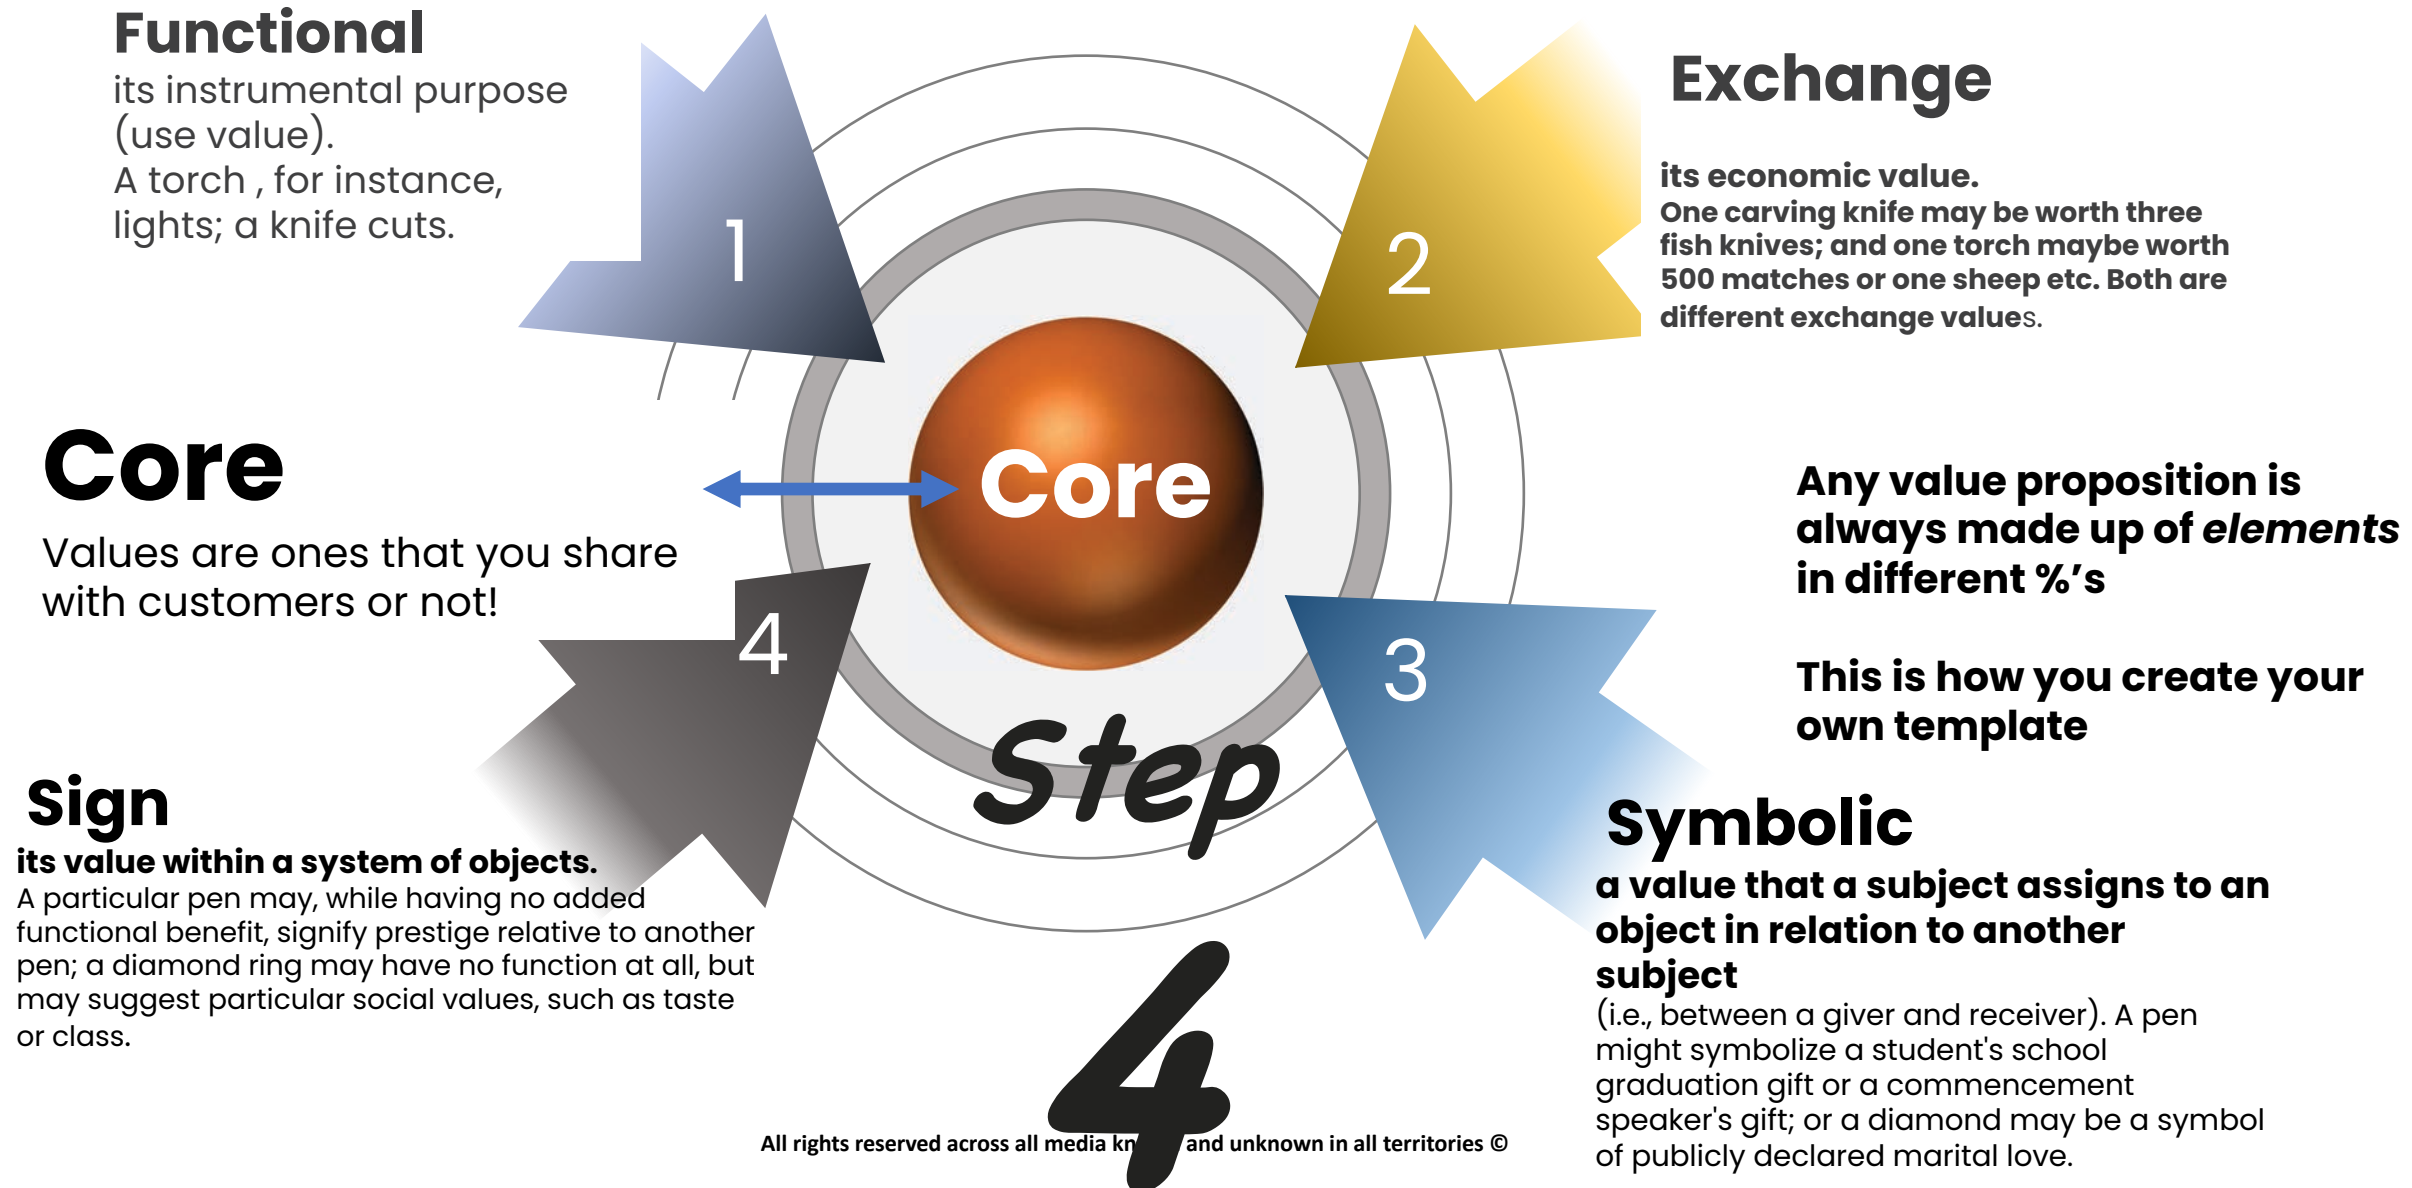 Functional
its instrumental purpose
(use value).
A torch , for instance,
lights; a knife cuts.
1
2
Exchange
its economic value.
One carving knife may be worth three
fish knives; and one torch maybe worth
500 matches or one sheep etc. Both are
different exchange values.
Core
Values are ones that you share
with customers or not!
Core
Any value proposition is
always made up of elements
in different %’s
This is how you create your
own template
4
3
Sign
its value within a system of objects.
A particular pen may, while having no added
functional benefit, signify prestige relative to another
pen; a diamond ring may have no function at all, but
may suggest particular social values, such as taste
or class.
Step
4
Symbolic
a value that a subject assigns to an
object in relation to another
subject
(i.e., between a giver and receiver). A pen
might symbolize a student's school
graduation gift or a commencement
speaker's gift; or a diamond may be a symbol
of publicly declared marital love.
All rights reserved across all media and unknown in all territories ©